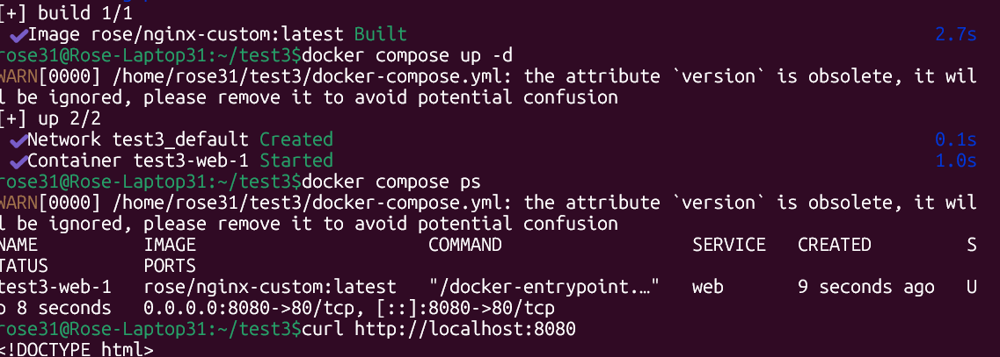 [+] build 1/1
✔Image rose/nginx-custom:latest Built 2.7s
rose31@Rose-Laptop31:~/test3$docker compose up -d
WARN[0000] /home/rose31/test3/docker-compose.yml: the attribute `version` is obsolete, it wil
l be ignored, please remove it to avoid potential confusion
[+] up 2/2
✔Network test3_default Created 0.1s
✔Container test3-web-1 Started 1.0s
rose31@Rose-Laptop31:~/test3$docker compose ps
WARN[0000] /home/rose31/test3/docker-compose.yml: the attribute `version` is obsolete, it wil
l be ignored, please remove it to avoid potential confusion
NAME IMAGE COMMAND SERVICE CREATED S
TATUS PORTS
test3-web-1 rose/nginx-custom:latest "/docker-entrypoint.…" web 9 seconds ago U
p 8 seconds 0.0.0.0:8080->80/tcp, [::]:8080->80/tcp
rose31@Rose-Laptop31:~/test3$curl http://localhost:8080
<!DOCTYPE html>